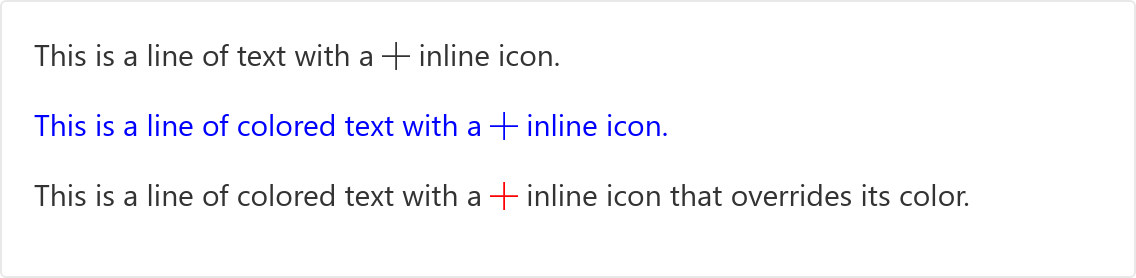 This is a line of text with a + inline icon.
This is a line of colored text with a + inline icon.
This is a line of colored text with a + inline icon that overrides its color.